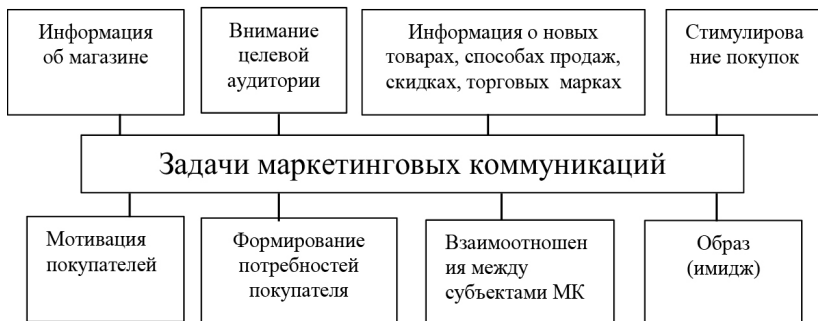 Информация
об магазине
Внимание
целевой
аудитории
Информация о новых
товарах, способах продаж,
скидках, торговых марках
Стимулирова
ние покупок
Задачи маркетинговых коммуникаций
Мотивация
покупателей
Формирование
потребностей
покупателя
Взаимоотношен
ия между
субъектами МК
Образ
(имидж)